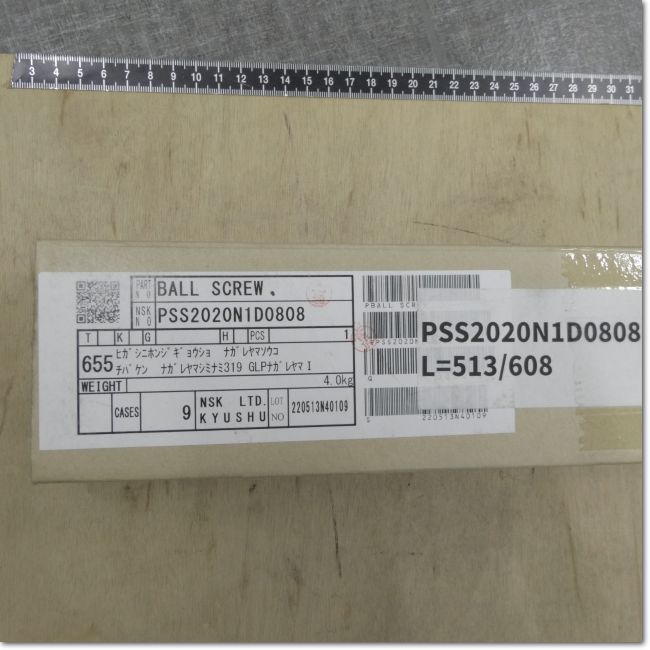 3 4 5 6 7 8 9 10 11 12 13 14 15 16 17 18 19 20 21 22 23 24 25 26 27 28 29 30 31
PART NO BALL SCREW.
NSK NO PSS2020N1D0808
T K G H PCS 1
655 ﾋｶﾞｼﾆﾎﾝｼﾞｷﾞｮｳｼｮ ﾅｶﾞﾚﾔﾏｿｳｺ
ﾁﾊﾞｹﾝ ﾅｶﾞﾚﾔﾏｼﾐﾅﾐ319 GLPﾅｶﾞﾚﾔﾏ I
WEIGHT 4.0kg
CASES 9 NSK LTD. KYUSHU LOT NO 220513N40109
PBALL SCR
Q
S 220513N40109
PSS2020N1D0808
L=513/608